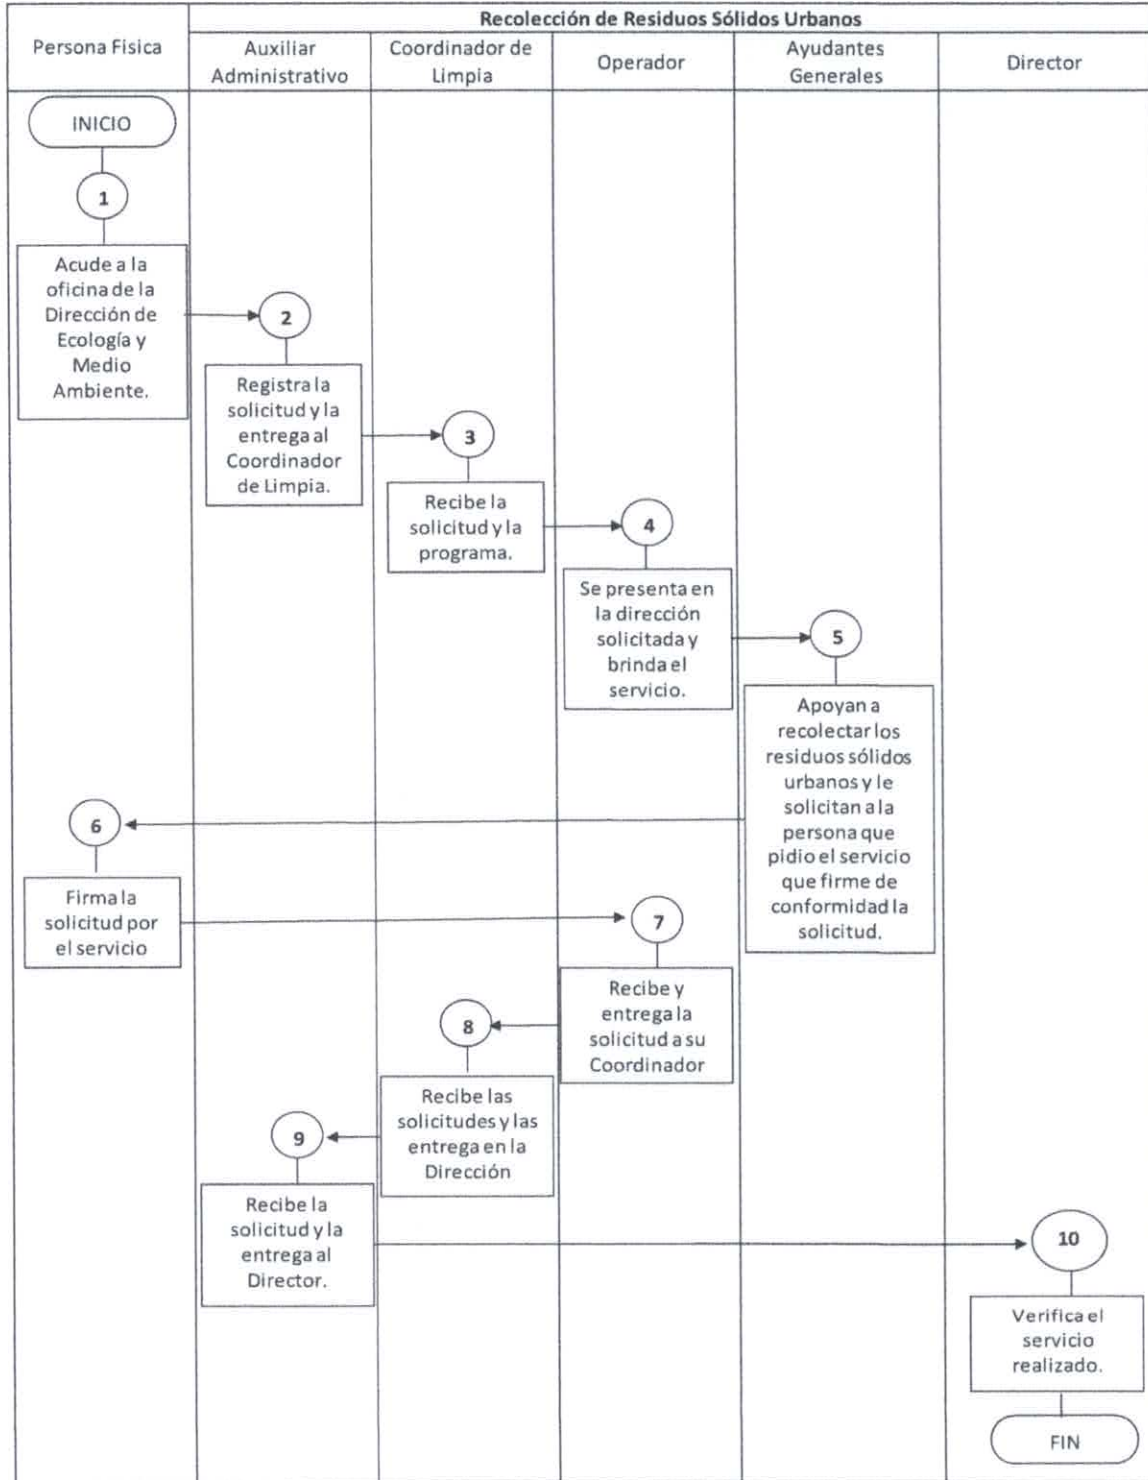 Recolección de Residuos Sólidos Urbanos
Persona Fisica
Auxiliar
Administrativo
Coordinador de
Limpia
Operador
Ayudantes
Generales
Director
INICIO
1
Acude a la
oficina de la
Dirección de
Ecología y
Medio
Ambiente.
2
Registra la
solicitud y la
entrega al
Coordinador
de Limpia.
3
Recibe la
solicitud y la
programa.
4
Se presenta en
la dirección
solicitada y
brinda el
servicio.
5
Apoyan a
recolectar los
residuos sólidos
urbanos y le
solicitan a la
persona que
pidio el servicio
que firme de
conformidad la
solicitud.
6
Firma la
solicitud por
el servicio
7
Recibe y
entrega la
solicitud a su
Coordinador
8
Recibe las
solicitudes y las
entrega en la
Dirección
9
Recibe la
solicitud y la
entrega al
Director.
10
Verifica el
servicio
realizado.
FIN